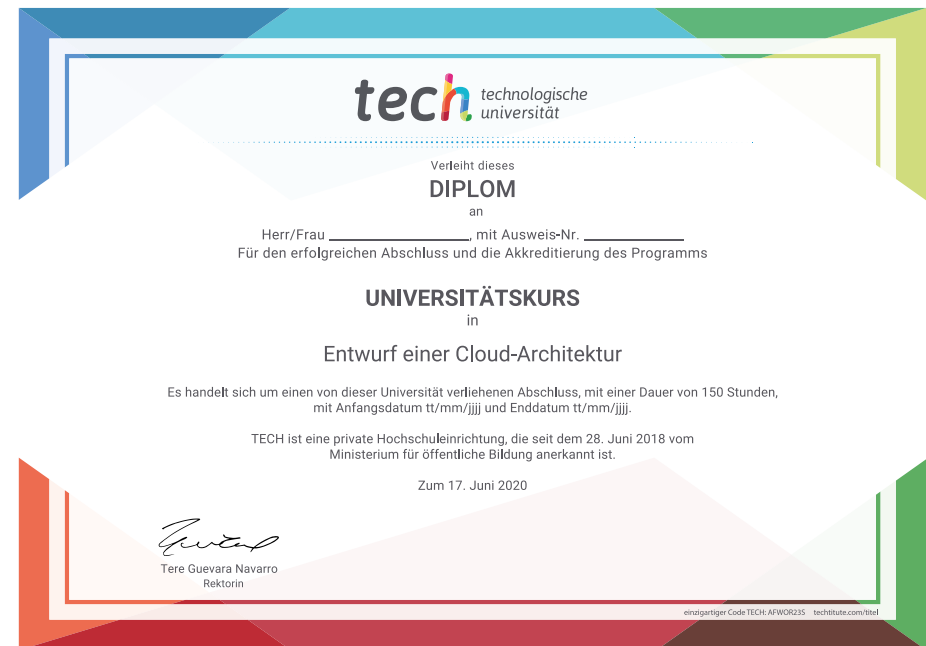 tech technologische
universität
Verleiht dieses
DIPLOM
an
Herr/Frau ____________, mit Ausweis-Nr. ____________
Für den erfolgreichen Abschluss und die Akkreditierung des Programms
UNIVERSITÄTSKURS
in
Entwurf einer Cloud-Architektur
Es handelt sich um einen von dieser Universität verliehenen Abschluss, mit einer Dauer von 150 Stunden,
mit Anfangsdatum tt/mm/jjjj und Enddatum tt/mm/jjjj.
TECH ist eine private Hochschuleinrichtung, die seit dem 28. Juni 2018 vom
Ministerium für öffentliche Bildung anerkannt ist.
Zum 17. Juni 2020
Tere Guevara Navarro
Rektorin
einzigartiger Code TECH: AFWOR23S techtitute.com/titel